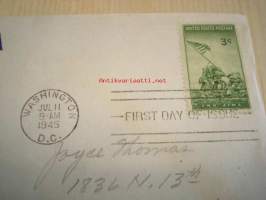 UNITED STATES POSTAGE
3¢
WASHINGTON
JUL 11
9-AM
1945
D.C.
FIRST DAY OF ISSUE
Antikvariaatti.net
Joyce Thomas
1836 N. 13th